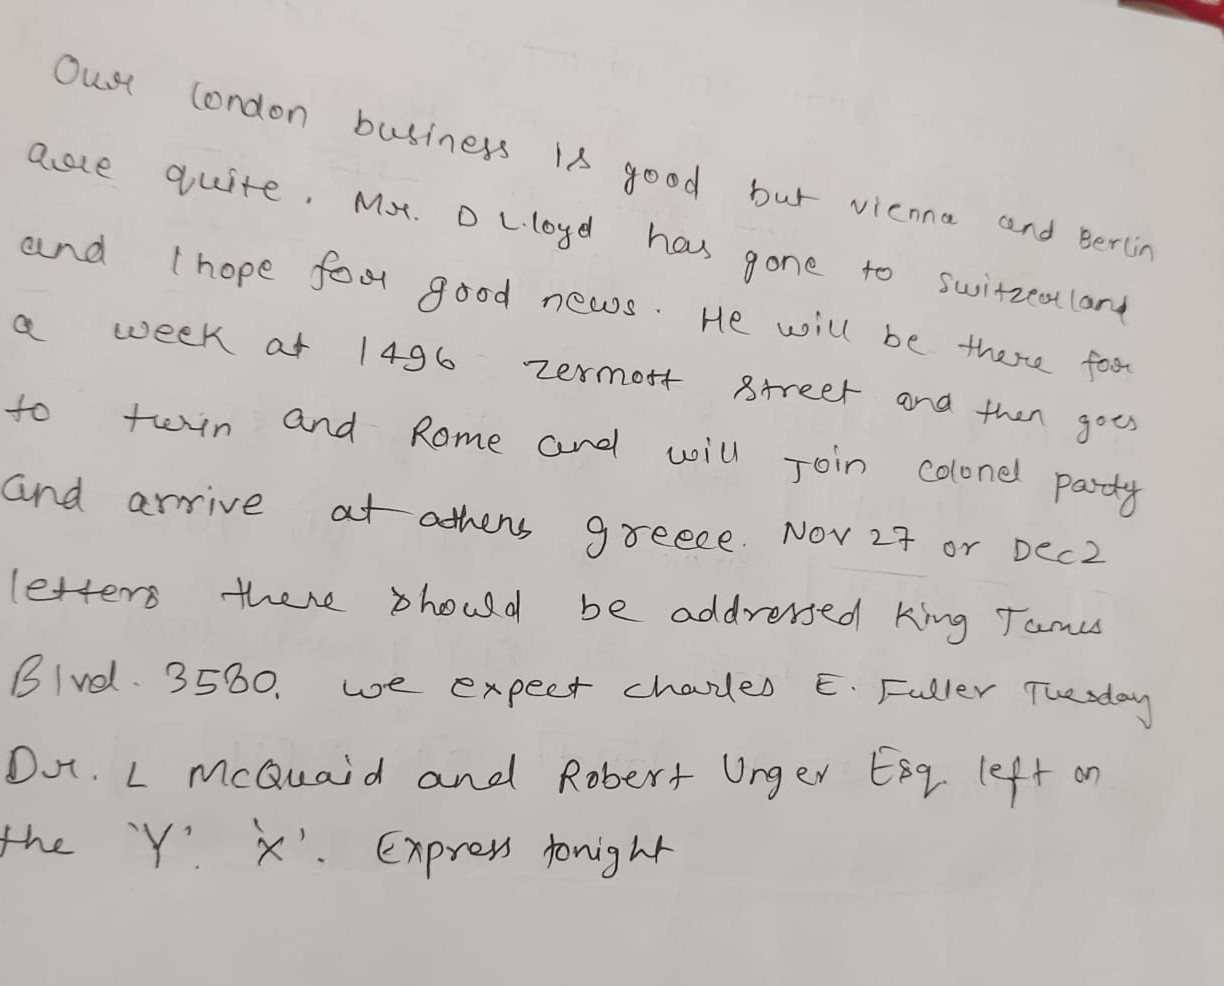 Our london business is good but vienna and Berlin
are quite. Mr. D L.loyd has gone to switzerland
and I hope for good news. He will be there for
a week at 1496 zermott street and then goes
to twin and Rome and will Join colonel party
and arrive at athens greece. Nov 27 or Dec 2
letters there should be addressed King James
Blvd. 3580. we expect charles E. Fuller Tuesday
Dr. L McQuaid and Robert Unger Esq. left on
the 'Y'. 'X'. Express tonight